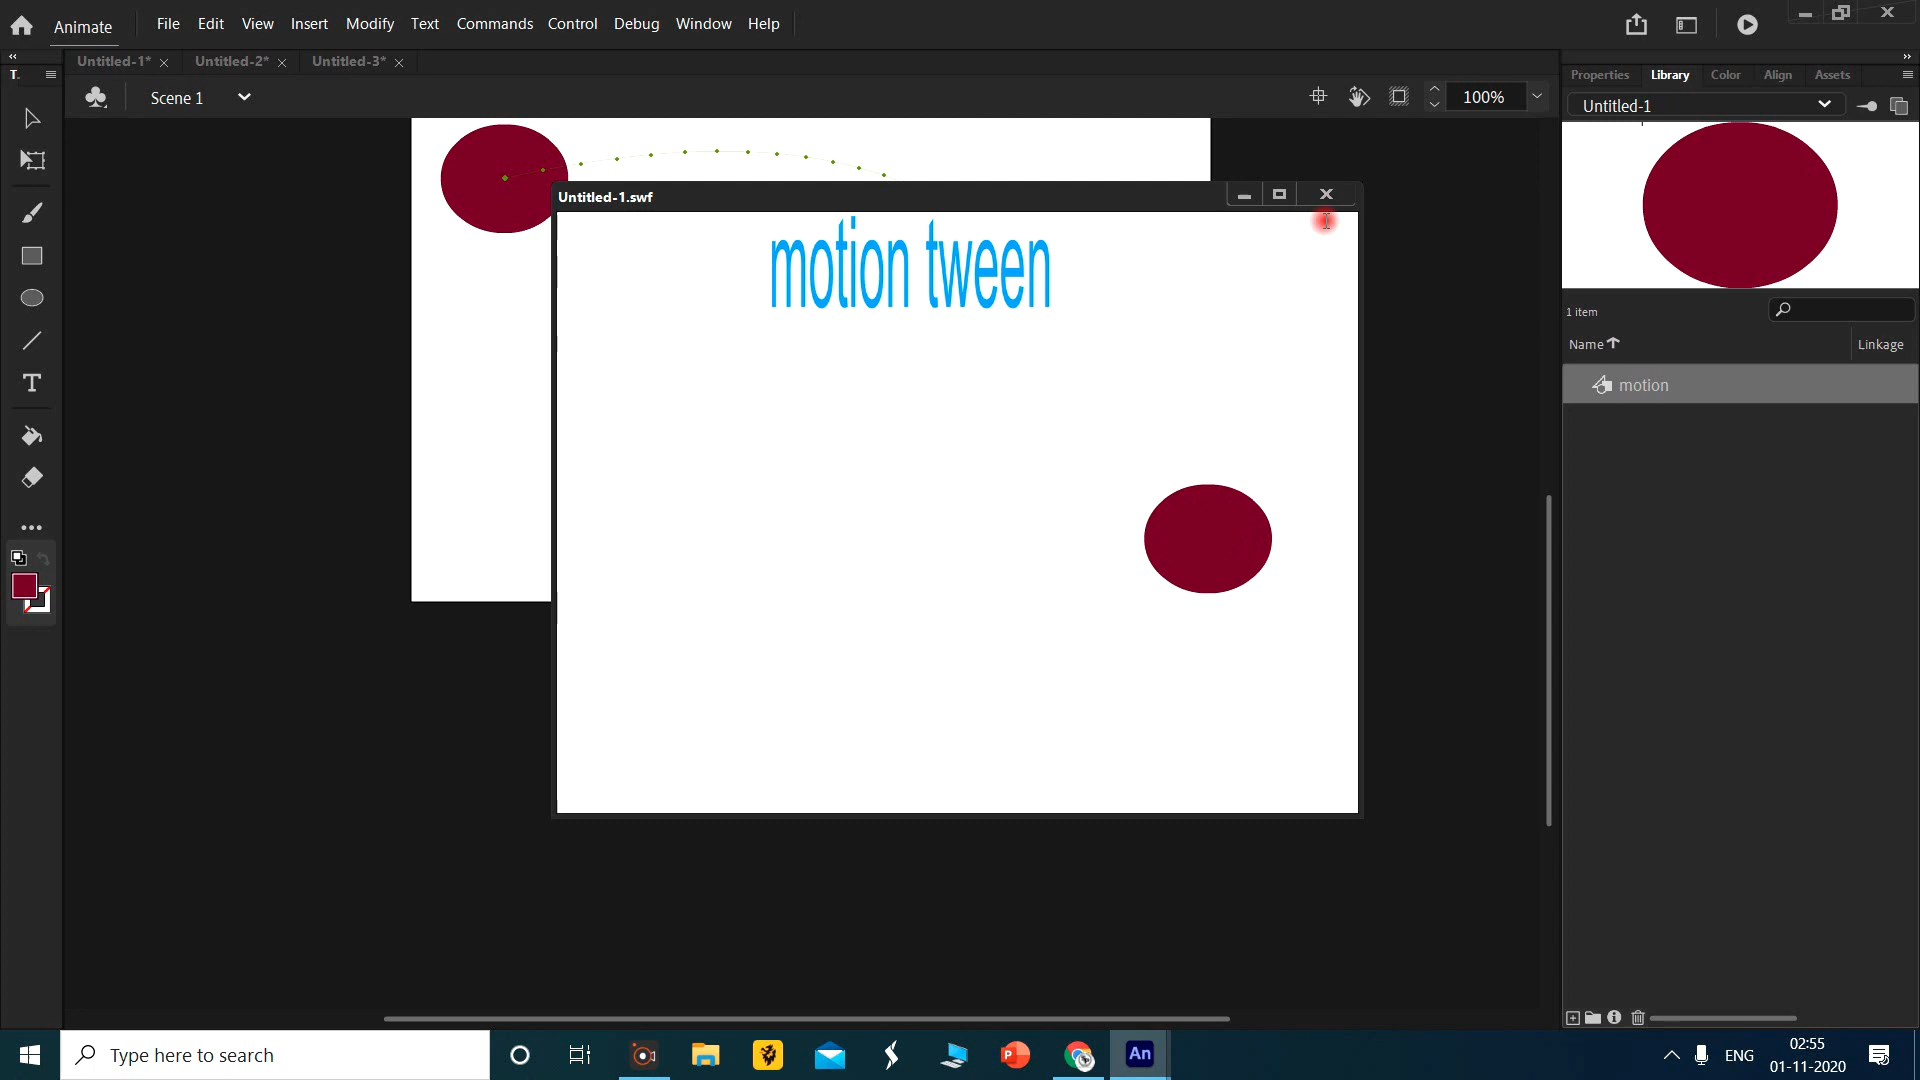 Animate
File Edit View Insert Modify Text Commands Control Debug Window Help
Untitled-1* Untitled-2* Untitled-3*
T.
Properties Library Color Align Assets
Scene 1
100%
Untitled-1
Untitled-1.swf
motion tween
1 item
Name Linkage
motion
T
Type here to search
P
An
ENG
02:55
01-11-2020